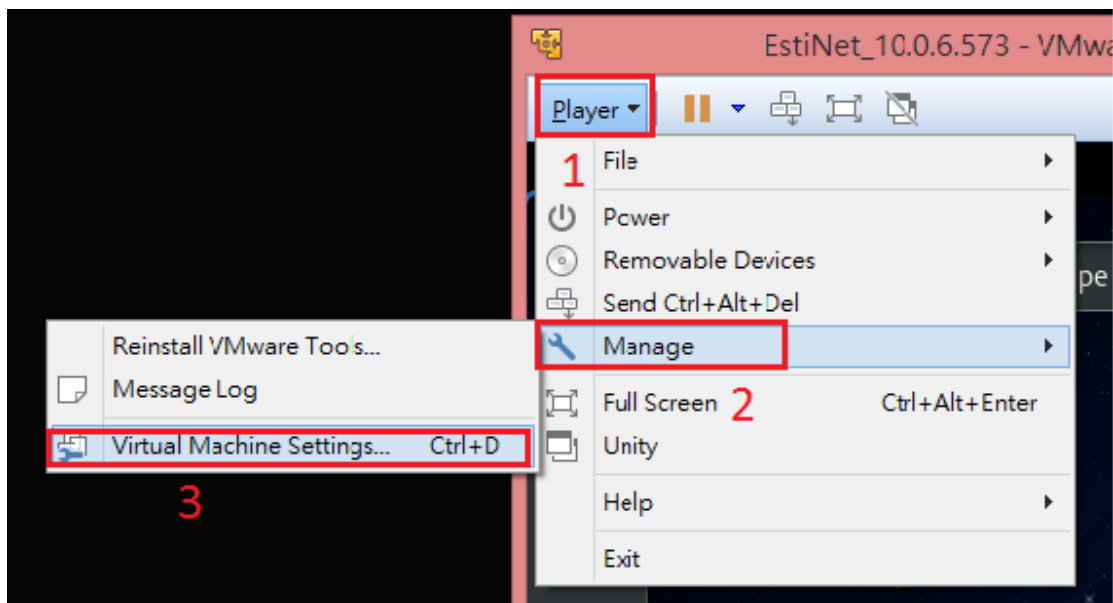 EstiNet_10.0.6.573 - VMwa
Player
1
File
Power
Removable Devices
pe
Send Ctrl+Alt+Del
Manage
Reinstall VMware Tools...
Message Log
Full Screen Ctrl+Alt+Enter
2
Virtual Machine Settings... Ctrl+D
Unity
3
Help
Exit